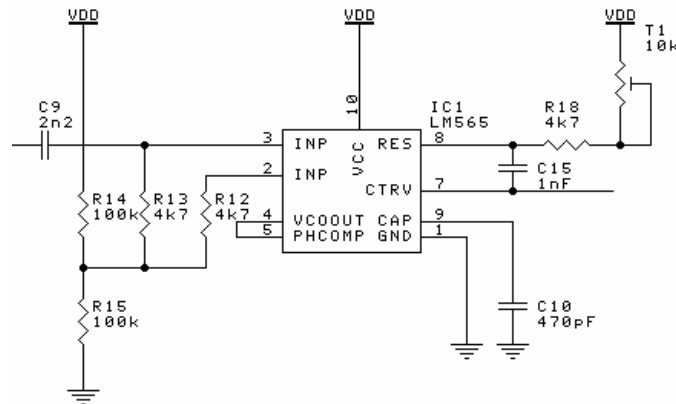 VDD
VDD
VDD
T1
10k
C9
2n2
10
IC1
LM565
R18
4k7
3
INP
VCC
RES
8
2
INP
C15
1nF
CTRV
7
R14
100k
R13
4k7
R12
4k7
4
VCOOUT
CAP
9
5
PHCOMP
GND
1
R15
100k
C10
470pF